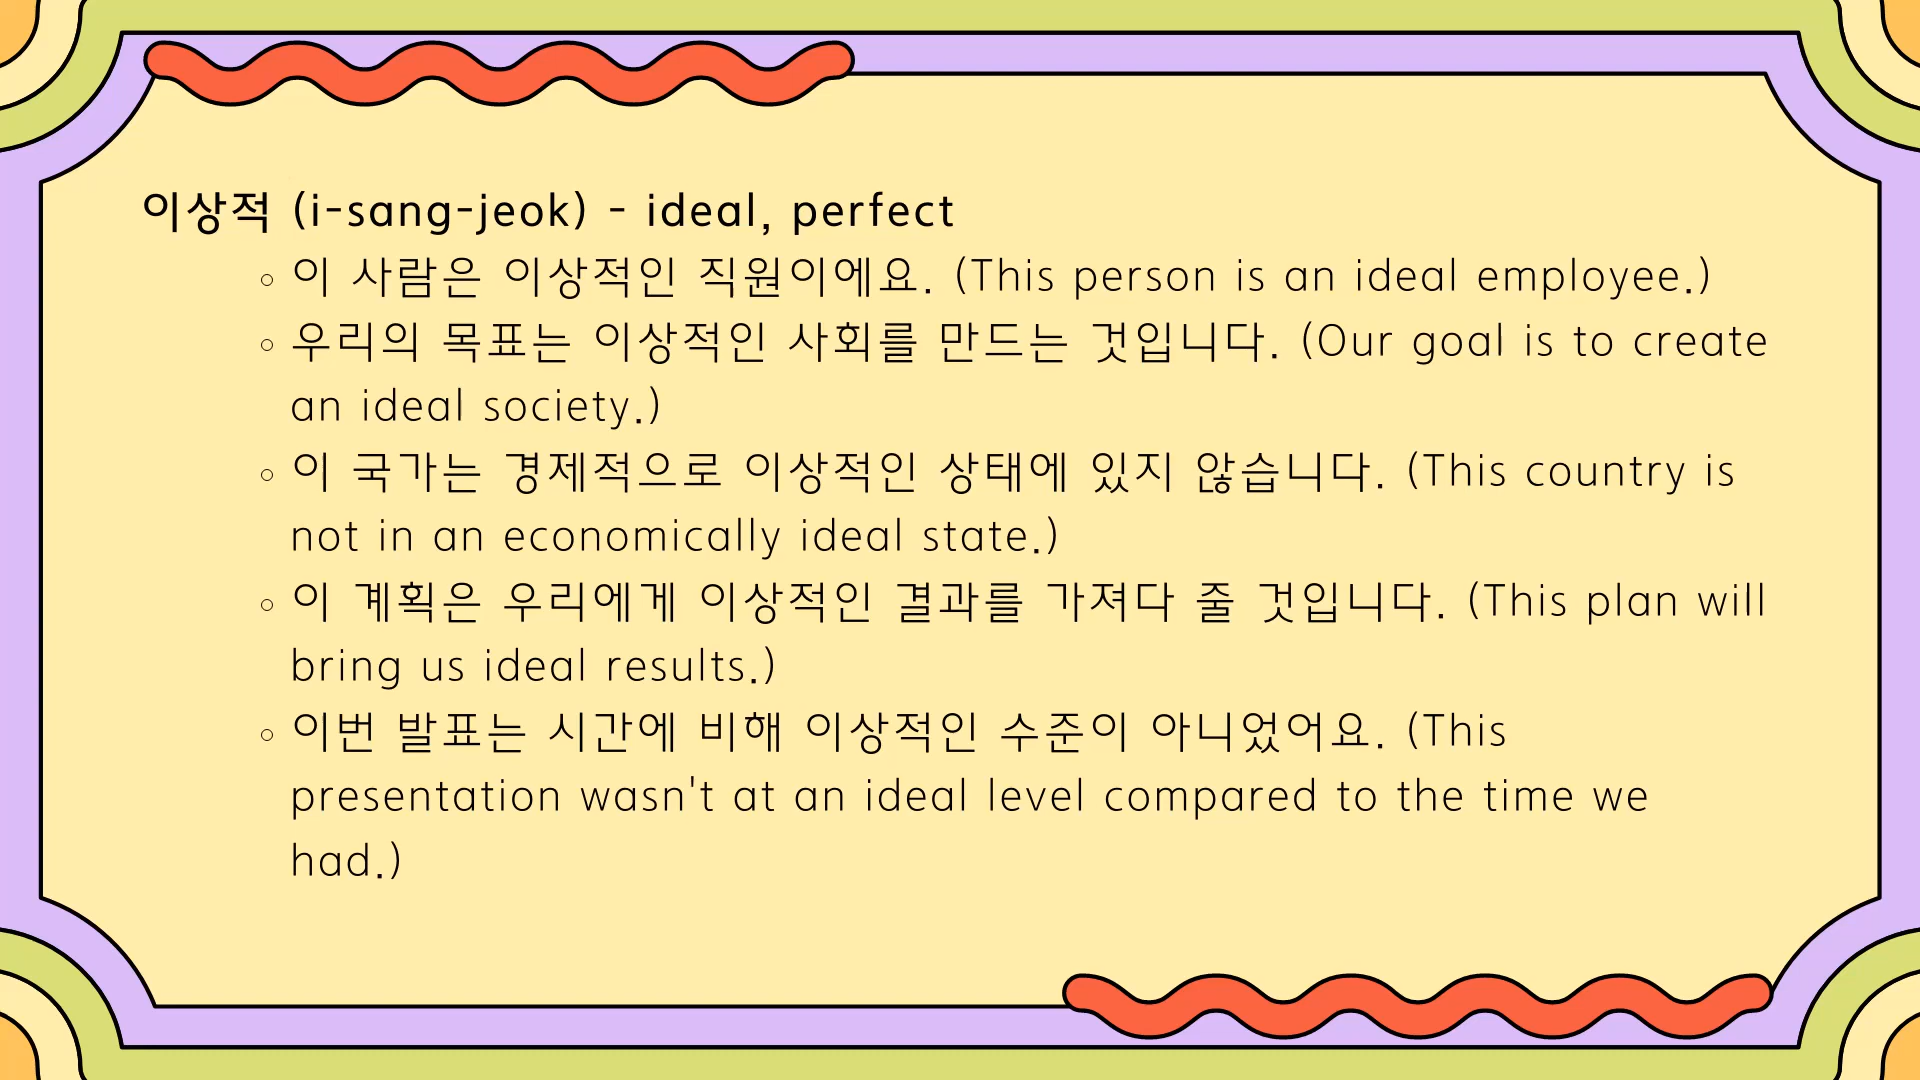 이상적 (i-sang-jeok) - ideal, perfect
○ 이 사람은 이상적인 직원이에요. (This person is an ideal employee.)
○ 우리의 목표는 이상적인 사회를 만드는 것입니다. (Our goal is to create
an ideal society.)
○ 이 국가는 경제적으로 이상적인 상태에 있지 않습니다. (This country is
not in an economically ideal state.)
○ 이 계획은 우리에게 이상적인 결과를 가져다 줄 것입니다. (This plan will
bring us ideal results.)
○ 이번 발표는 시간에 비해 이상적인 수준이 아니었어요. (This
presentation wasn't at an ideal level compared to the time we
had.)